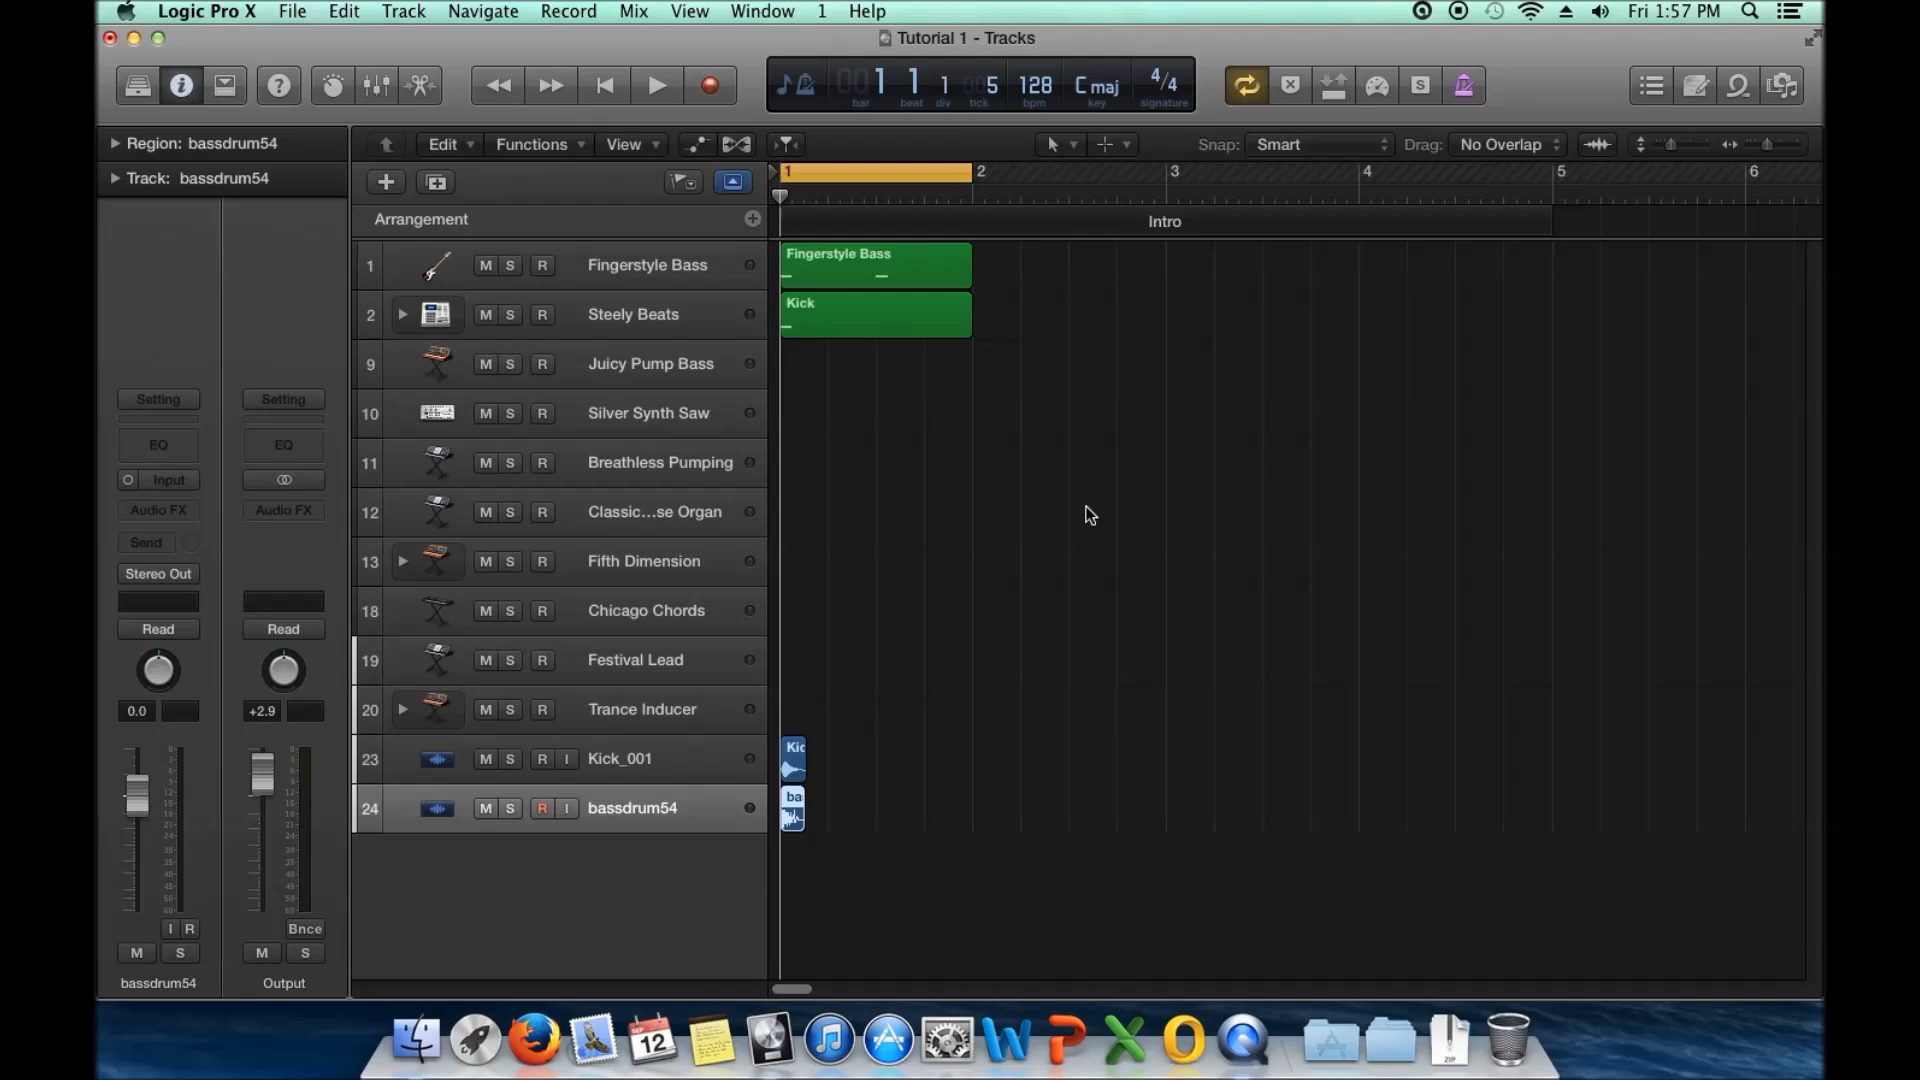 Logic Pro X File Edit Track Navigate Record Mix View Window 1 Help Fri 1:57 PM
Tutorial 1 - Tracks
1 1 1 5 128 C maj 4/4
bar beat div tick bpm key signature
S
Region: bassdrum54
Edit Functions View Snap: Smart Drag: No Overlap
Track: bassdrum54
1 2 3 4 5 6
Arrangement
Intro
1 M S R Fingerstyle Bass
Fingerstyle Bass
2 M S R Steely Beats
Kick
9 M S R Juicy Pump Bass
10 M S R Silver Synth Saw
11 M S R Breathless Pumping
12 M S R Classic...se Organ
13 M S R Fifth Dimension
18 M S R Chicago Chords
19 M S R Festival Lead
20 M S R Trance Inducer
23 M S R I Kick_001
Kic
24 M S R I bassdrum54
ba
Setting Setting
EQ EQ
Input
Audio FX Audio FX
Send
Stereo Out
Read Read
0.0 +2.9
I R Bnce
M S M S
bassdrum54 Output
SEP
12
ZIP